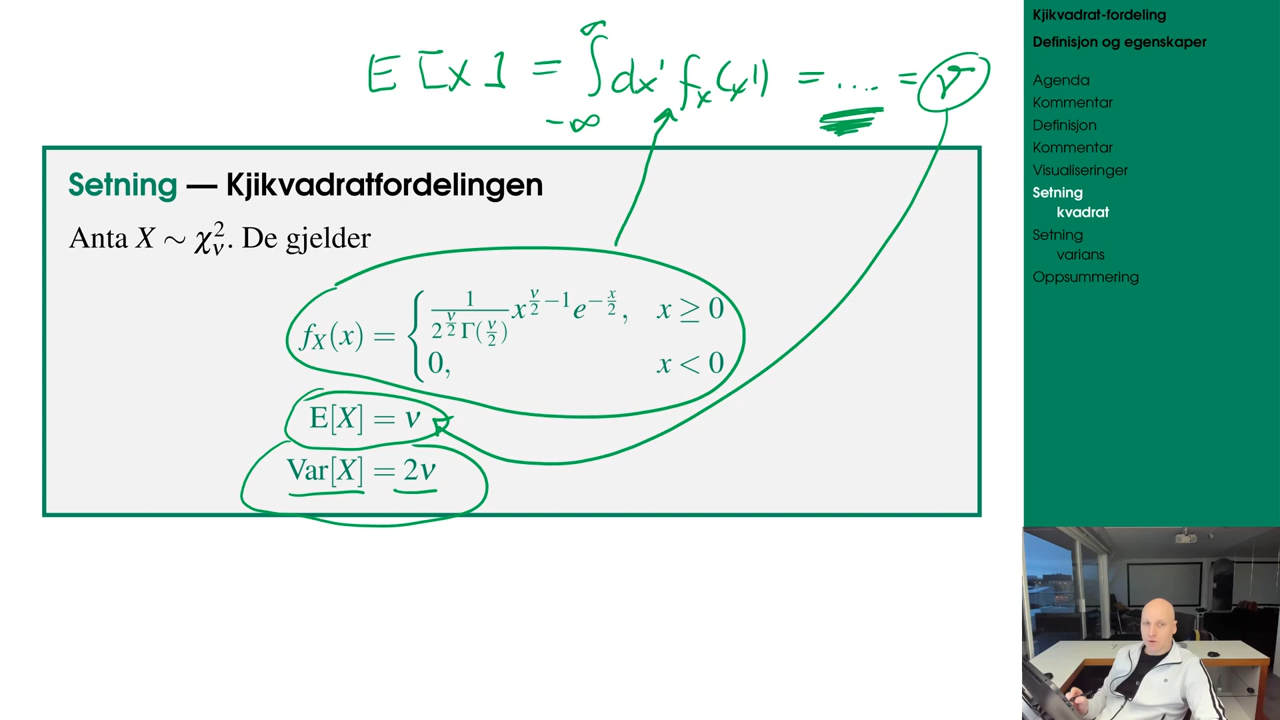 E[X] = ∫_{-∞}^{∞} dx' f_x(x') = .... = ν
Setning — Kjikvadratfordelingen
Anta X ∼ χ²_ν. De gjelder
f_X(x) = { 1/(2^{ν/2} Γ(ν/2)) x^{ν/2 −1} e^{−x/2}, x ≥ 0
0, x < 0
E[X] = ν
Var[X] = 2ν
Kjikvadrat-fordeling
Definisjon og egenskaper
Agenda
Kommentar
Definisjon
Kommentar
Visualiseringer
Setning
kvadrat
Setning
varians
Oppsummering